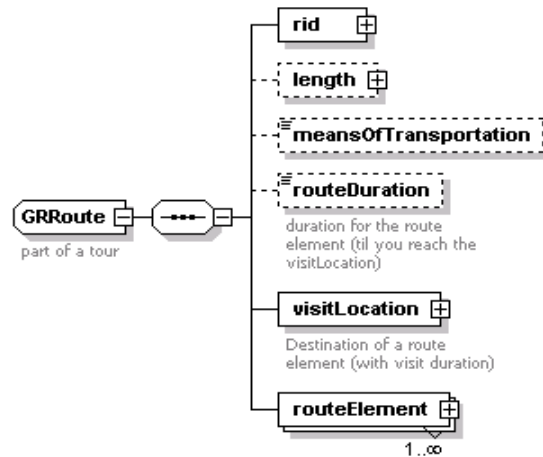 rid
length
meansOfTransportation
routeDuration
duration for the route
element (til you reach the
visitLocation)
GRRoute
part of a tour
visitLocation
Destination of a route
element (with visit duration)
routeElement
1..∞